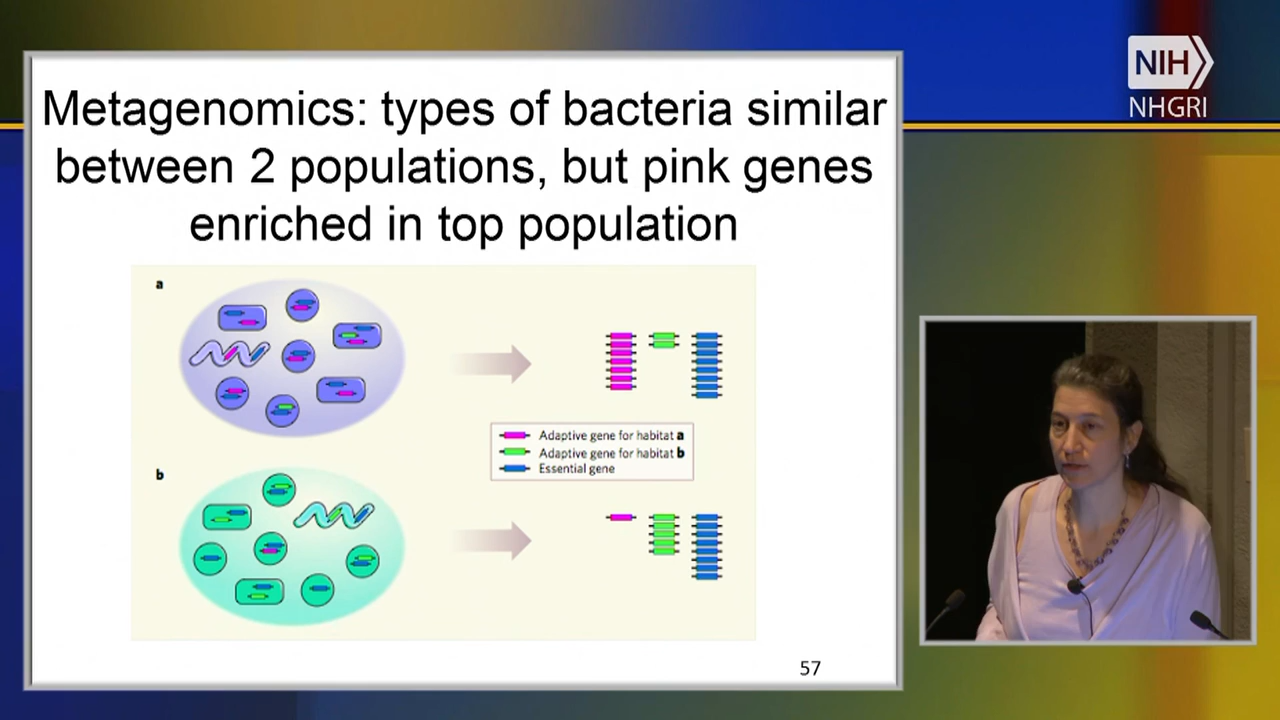 NIH
NHGRI
Metagenomics: types of bacteria similar
between 2 populations, but pink genes
enriched in top population
a
Adaptive gene for habitat a
Adaptive gene for habitat b
Essential gene
b
57